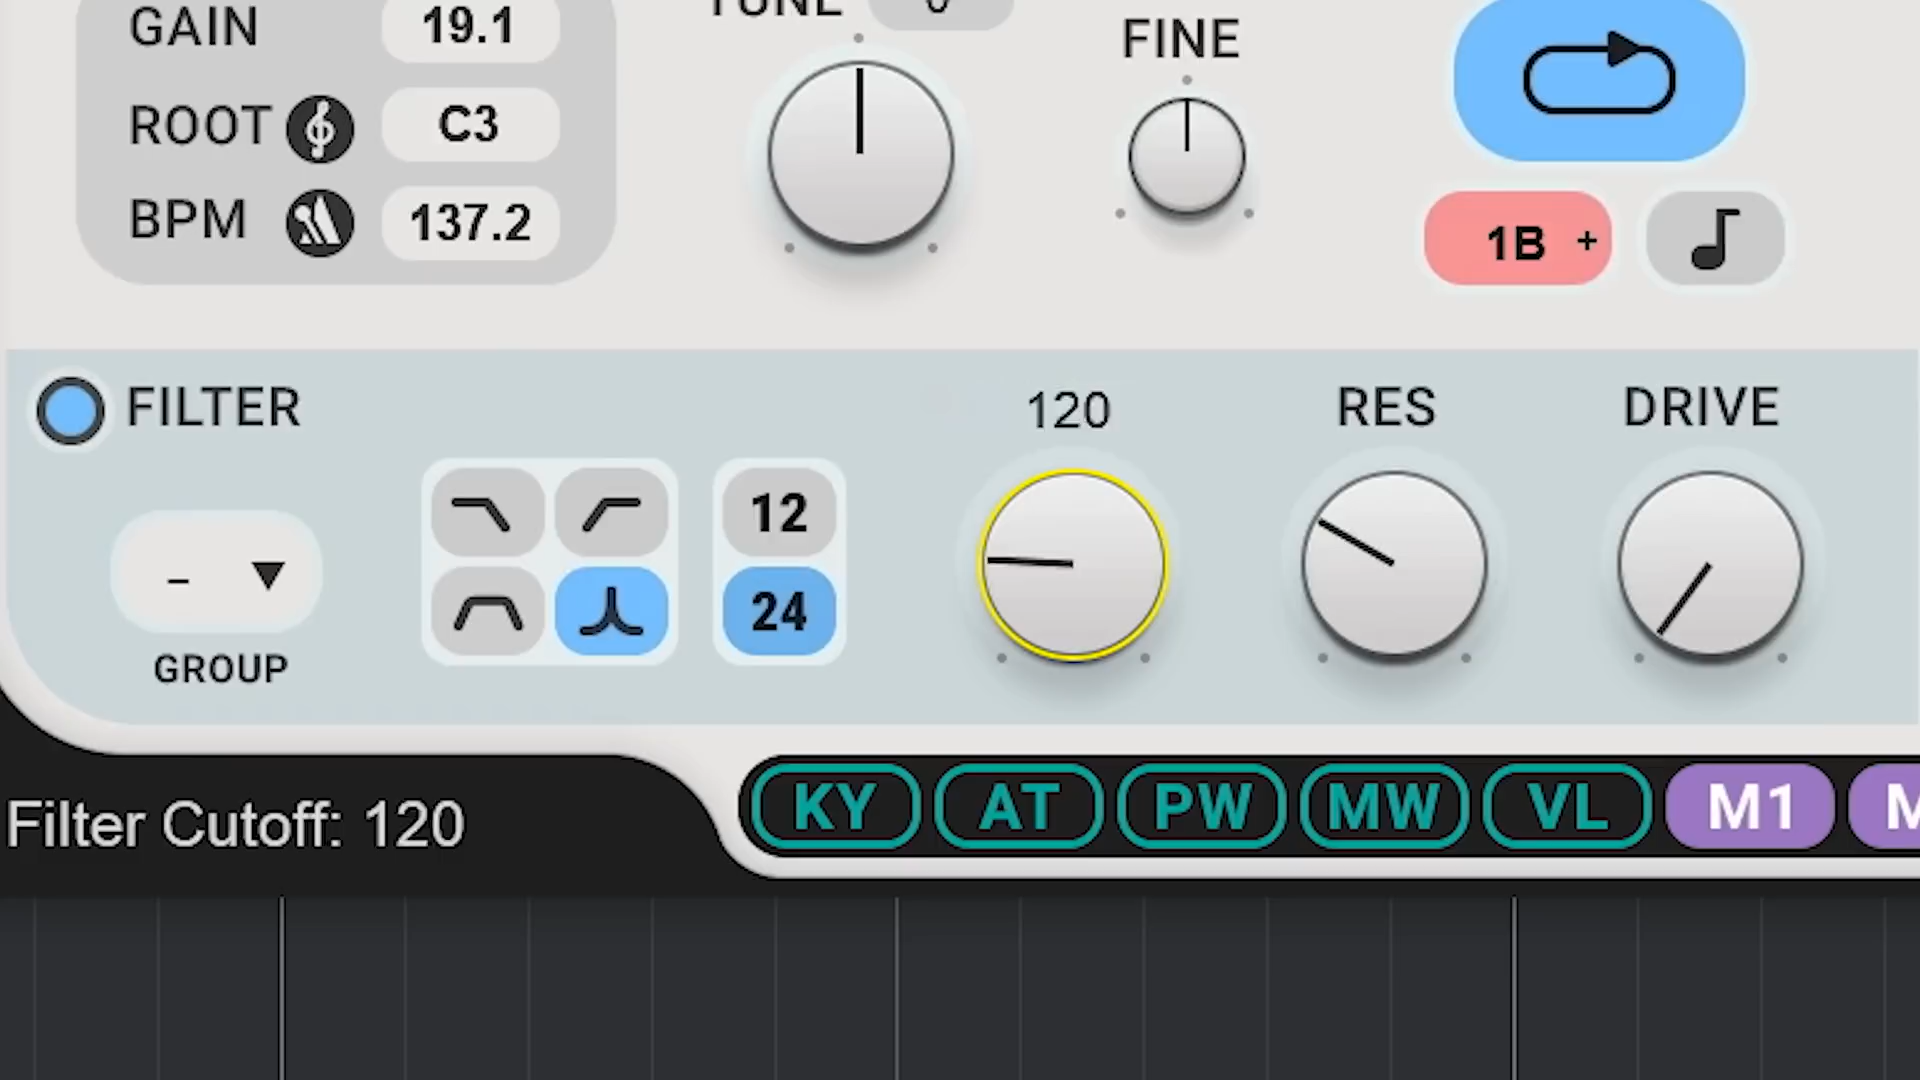 GAIN 19.1
TUNE
FINE
ROOT C3
BPM 137.2
1B +
FILTER
120
RES
DRIVE
-
GROUP
12
24
Filter Cutoff: 120
KY AT PW MW VL M1